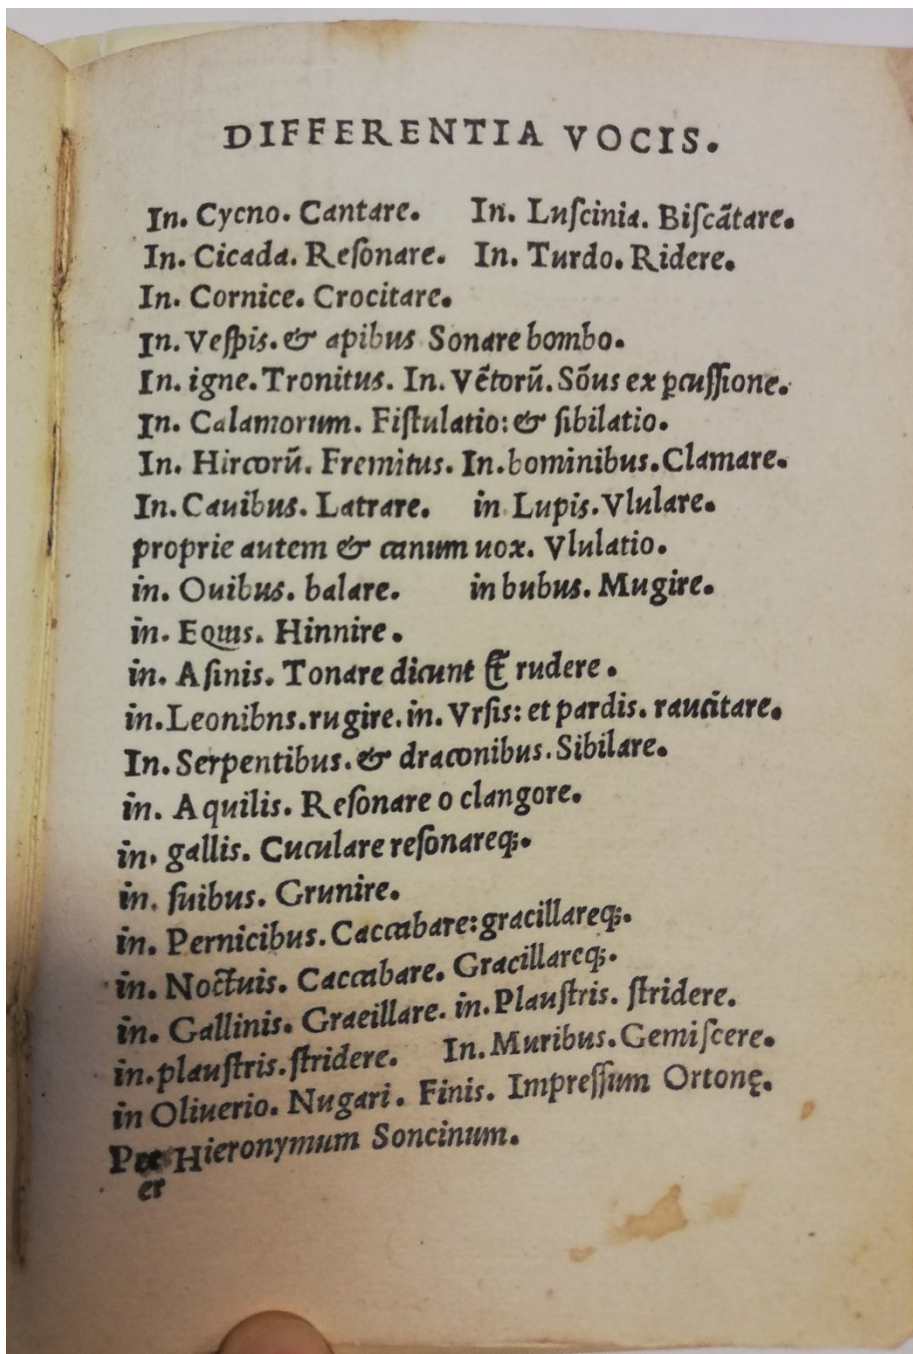 DIFFERENTIA VOCIS.
In. Cycno. Cantare. In. Luſcinia. Biſcãtare.
In. Cicada. Reſonare. In. Turdo. Ridere.
In. Cornice. Crocitare.
In. Veſpis. & apibus Sonare bombo.
In. igne. Tronitus. In. Vẽtorũ. Sõus ex ꝑcuſſione.
In. Calamorum. Fiſtulatio: & ſibilatio.
In. Hircorũ. Fremitus. In. bominibus. Clamare.
In. Cauibus. Latrare. in Lupis. Vlulare.
proprie autem & canum uox. Vlulatio.
in. Ouibus. balare. in bubus. Mugire.
in. Equis. Hinnire.
in. Aſinis. Tonare dicunt & rudere.
in. Leonibns. rugire. in. Vrſis: et pardis. raucitare.
In. Serpentibus. & draconibus. Sibilare.
in. Aquilis. Reſonare o clangore.
in. gallis. Cuculare reſonareq;.
in. ſuibus. Grunire.
in. Pernicibus. Caccabare: gracillareq;.
in. Noctuis. Caccabare. Gracillareq;.
in. Gallinis. Graeillare. in. Plauſtris. ſtridere.
in. plauſtris. ſtridere. In. Muribus. Gemiſcere.
in Oliuerio. Nugari. Finis. Impreſſum Ortonę.
Per Hieronymum Soncinum.